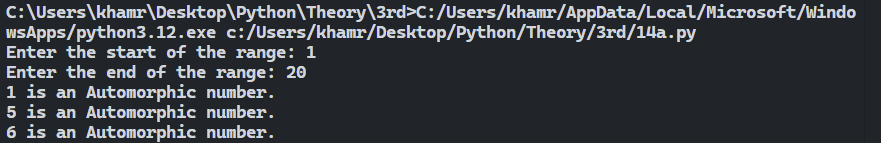 C:\Users\khamr\Desktop\Python\Theory\3rd>C:/Users/khamr/AppData/Local/Microsoft/Windo
wsApps/python3.12.exe c:/Users/khamr/Desktop/Python/Theory/3rd/14a.py
Enter the start of the range: 1
Enter the end of the range: 20
1 is an Automorphic number.
5 is an Automorphic number.
6 is an Automorphic number.